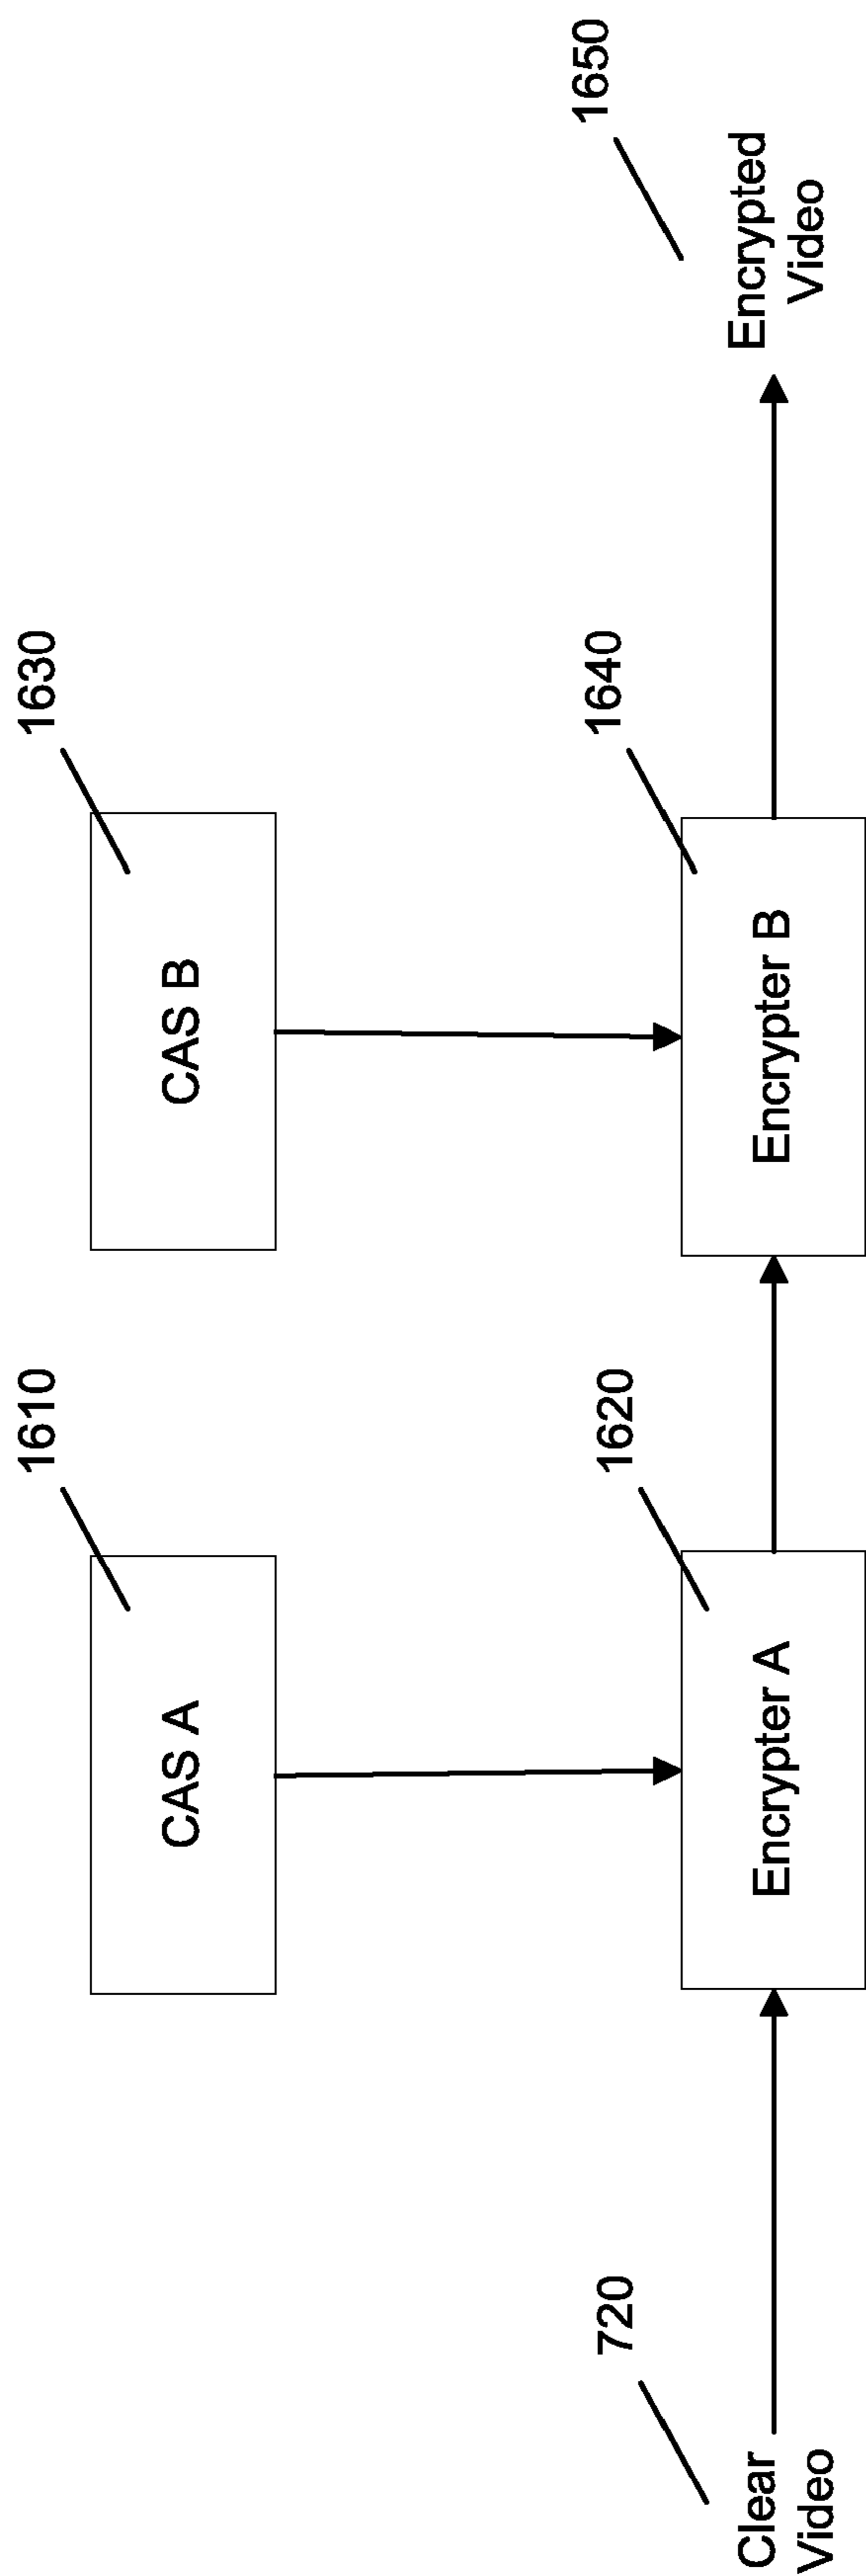 1610
1630
CAS A
CAS B
720
1620
1640
1650
Clear
Video
Encrypter A
Encrypter B
Encrypted
Video